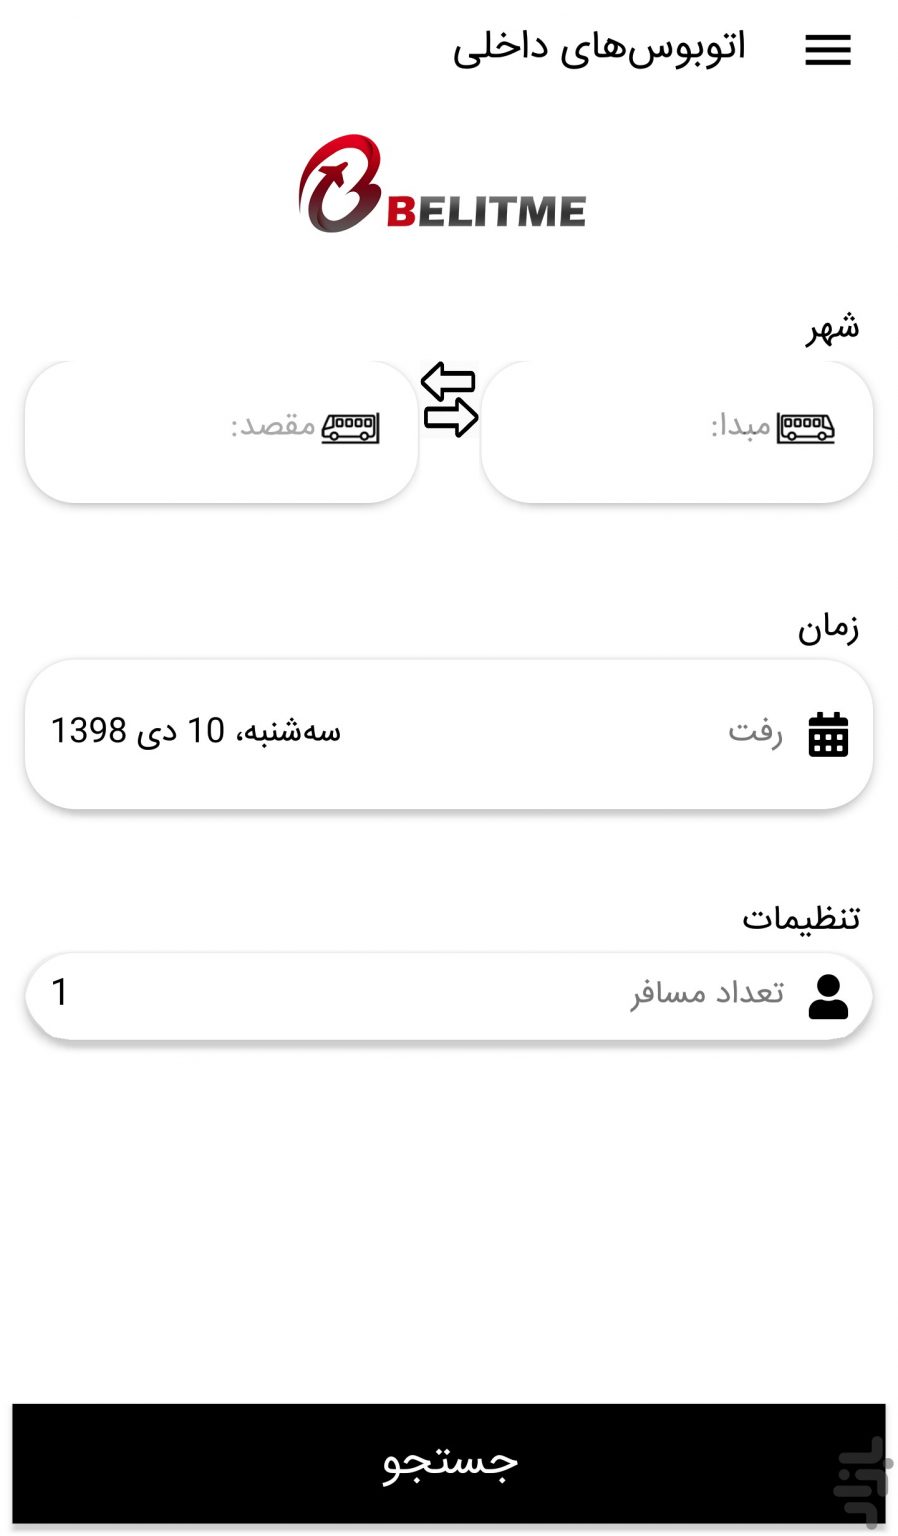 اتوبوس‌های داخلی
BELITME
شهر
مبدا:
مقصد:
زمان
رفت
سه‌شنبه، 10 دی 1398
تنظیمات
تعداد مسافر
1
جستجو
بازار